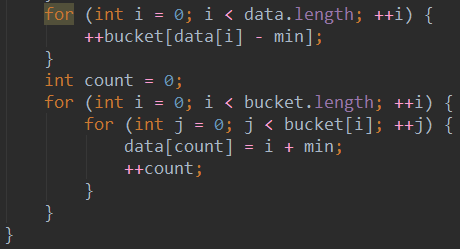 for (int i = 0; i < data.length; ++i) {
++bucket[data[i] - min];
}
int count = 0;
for (int i = 0; i < bucket.length; ++i) {
for (int j = 0; j < bucket[i]; ++j) {
data[count] = i + min;
++count;
}
}
}